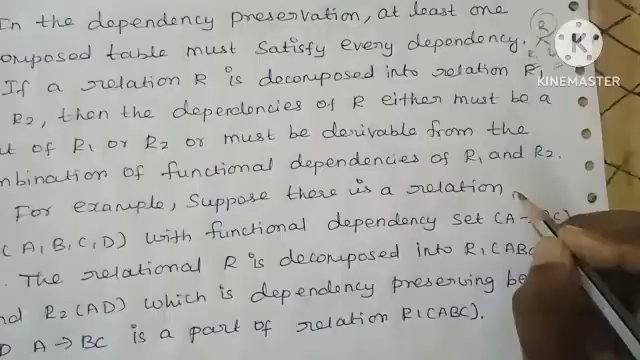 In the dependency preservation, at least one
omposed table must satisfy every dependency.
If a relation R is decomposed into relation R1
R2, then the dependencies of R either must be a
t of R1 or R2 or must be derivable from the
mbination of functional dependencies of R1 and R2.
For example, suppose there is a relation
( A, B, C, D) with functional dependency set (A → BC)
. The relational R is decomposed into R1 (ABC
nd R2 (AD) which is dependency preserving be
D A → BC is a part of relation R1(ABC).
R
K
KINEMASTER